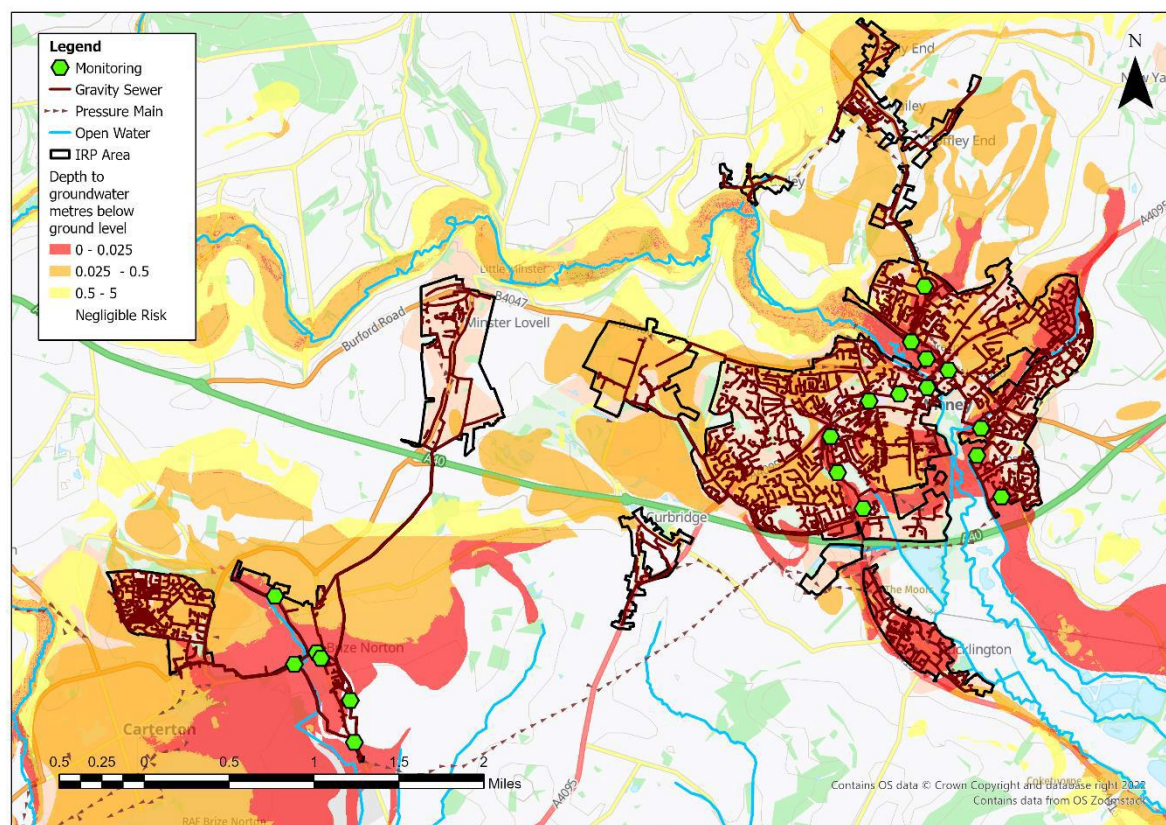 Legend
Monitoring
Gravity Sewer
Pressure Main
Open Water
IRP Area
Depth to
groundwater
metres below
ground level
0 - 0.025
0.025 - 0.5
0.5 - 5
Negligible Risk
N
A4095
Little Minster
B4047
Burford Road
Minster Lovell
A40
A40
Curbridge
The Moors
Brize Norton
Carterton
0.5 0.25 0 0.5 1 1.5 2
Miles
A4095
RAF Brize Norton
Contains OS data © Crown Copyright and database right 2022
Contains data from OS Zoomstack